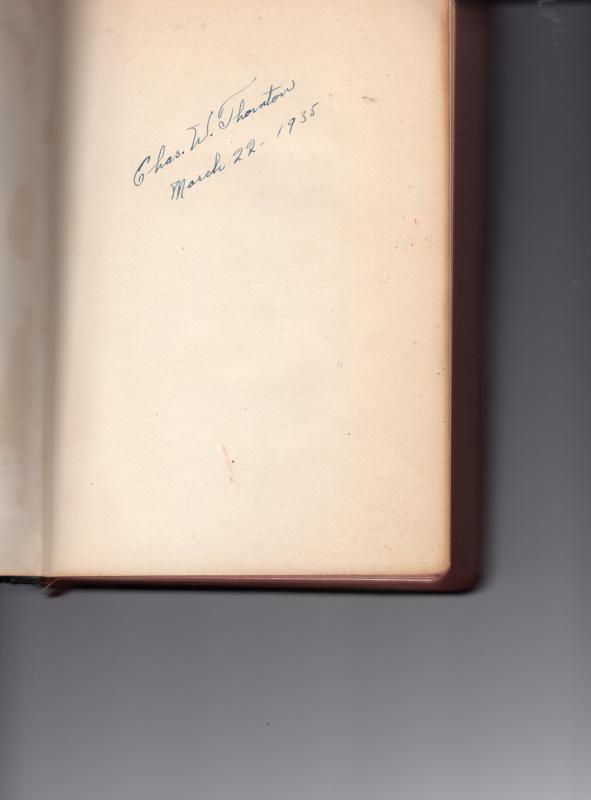 Chas. W. Thornton
March 22 - 1935